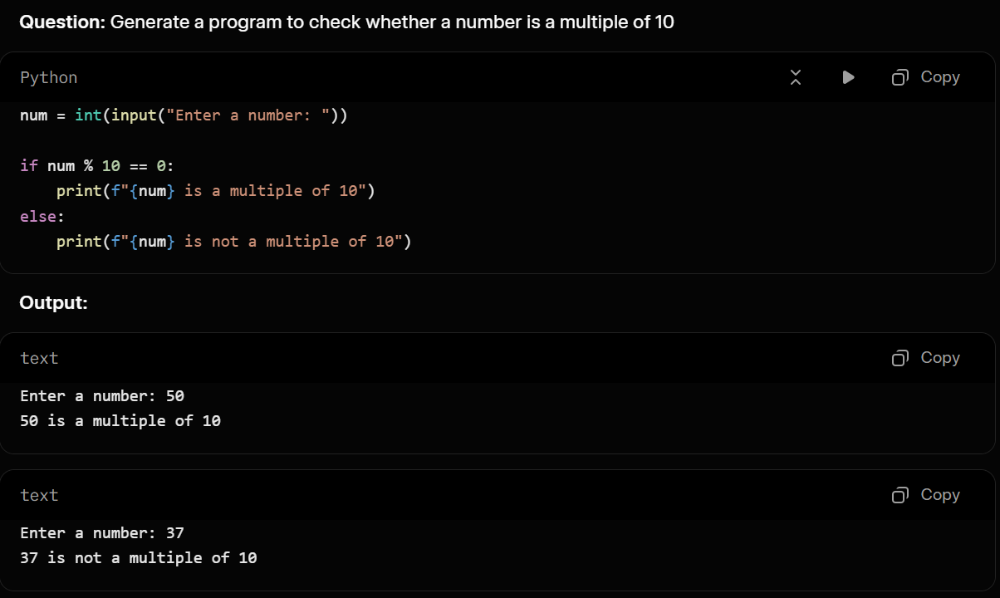 Question: Generate a program to check whether a number is a multiple of 10
Python Copy
num = int(input("Enter a number: "))
if num % 10 == 0:
    print(f"{num} is a multiple of 10")
else:
    print(f"{num} is not a multiple of 10")
Output:
text Copy
Enter a number: 50
50 is a multiple of 10
text Copy
Enter a number: 37
37 is not a multiple of 10